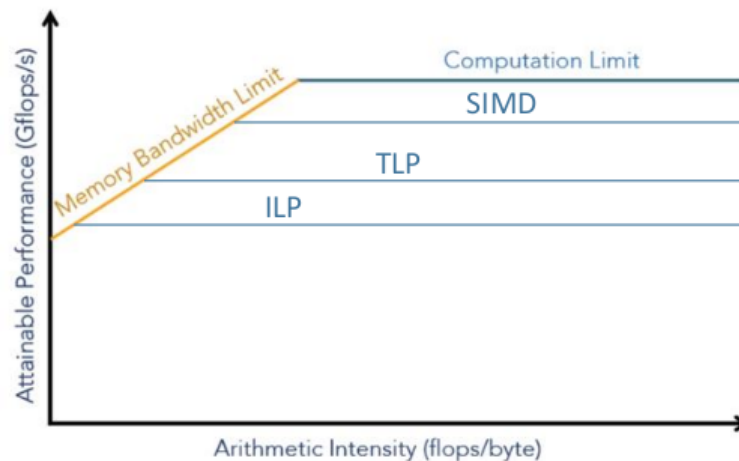 Attainable Performance (Gflops/s)
Memory Bandwidth Limit
Computation Limit
SIMD
TLP
ILP
Arithmetic Intensity (flops/byte)